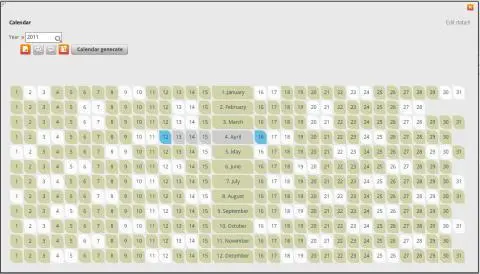 Calendar
Edit data!!
Year 2011
Calendar generate
1 2 3 4 5 6 7 8 9 10 11 12 13 14 15 1. January 16 17 18 19 20 21 22 23 24 25 26 27 28 29 30 31
1 2 3 4 5 6 7 8 9 10 11 12 13 14 15 2. February 16 17 18 19 20 21 22 23 24 25 26 27 28
1 2 3 4 5 6 7 8 9 10 11 12 13 14 15 3. March 16 17 18 19 20 21 22 23 24 25 26 27 28 29 30 31
1 2 3 4 5 6 7 8 9 10 11 12 13 14 15 4. April 16 17 18 19 20 21 22 23 24 25 26 27 28 29 30
1 2 3 4 5 6 7 8 9 10 11 12 13 14 15 5. May 16 17 18 19 20 21 22 23 24 25 26 27 28 29 30 31
1 2 3 4 5 6 7 8 9 10 11 12 13 14 15 6. June 16 17 18 19 20 21 22 23 24 25 26 27 28 29 30
1 2 3 4 5 6 7 8 9 10 11 12 13 14 15 7. July 16 17 18 19 20 21 22 23 24 25 26 27 28 29 30 31
1 2 3 4 5 6 7 8 9 10 11 12 13 14 15 8. August 16 17 18 19 20 21 22 23 24 25 26 27 28 29 30 31
1 2 3 4 5 6 7 8 9 10 11 12 13 14 15 9. September 16 17 18 19 20 21 22 23 24 25 26 27 28 29 30
1 2 3 4 5 6 7 8 9 10 11 12 13 14 15 10. October 16 17 18 19 20 21 22 23 24 25 26 27 28 29 30 31
1 2 3 4 5 6 7 8 9 10 11 12 13 14 15 11. November 16 17 18 19 20 21 22 23 24 25 26 27 28 29 30
1 2 3 4 5 6 7 8 9 10 11 12 13 14 15 12. December 16 17 18 19 20 21 22 23 24 25 26 27 28 29 30 31